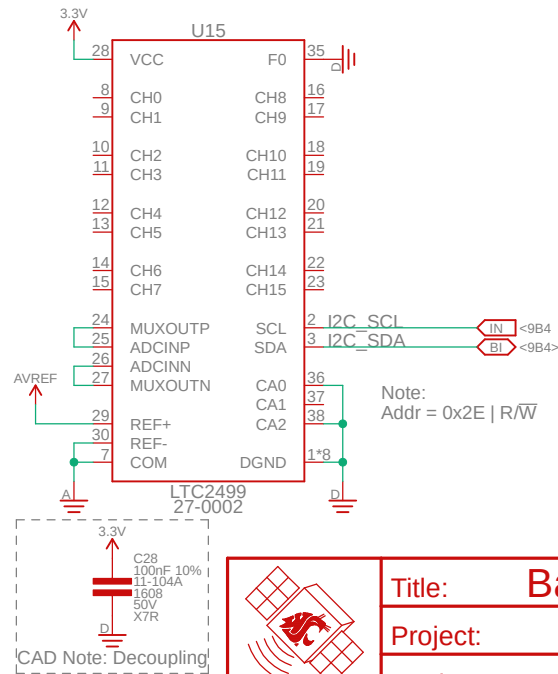 3.3V
U15
28 VCC F0 35 D
8 CH0 CH8 16
9 CH1 CH9 17
10 CH2 CH10 18
11 CH3 CH11 19
12 CH4 CH12 20
13 CH5 CH13 21
14 CH6 CH14 22
15 CH7 CH15 23
24 MUXOUTP SCL 2 I2C_SCL IN <9B4
25 ADCINP SDA 3 I2C_SDA BI <9B4>
26 ADCINN
27 MUXOUTN CA0 36
AVREF
CA1 37
29 REF+ CA2 38
30 REF-
7 COM DGND 1*8
Note:
Addr = 0x2E | R/W̅
A
D
LTC2499
27-0002
3.3V
C28
100nF 10%
11-104A
1608
50V
X7R
D
CAD Note: Decoupling
Title: Ba
Project: